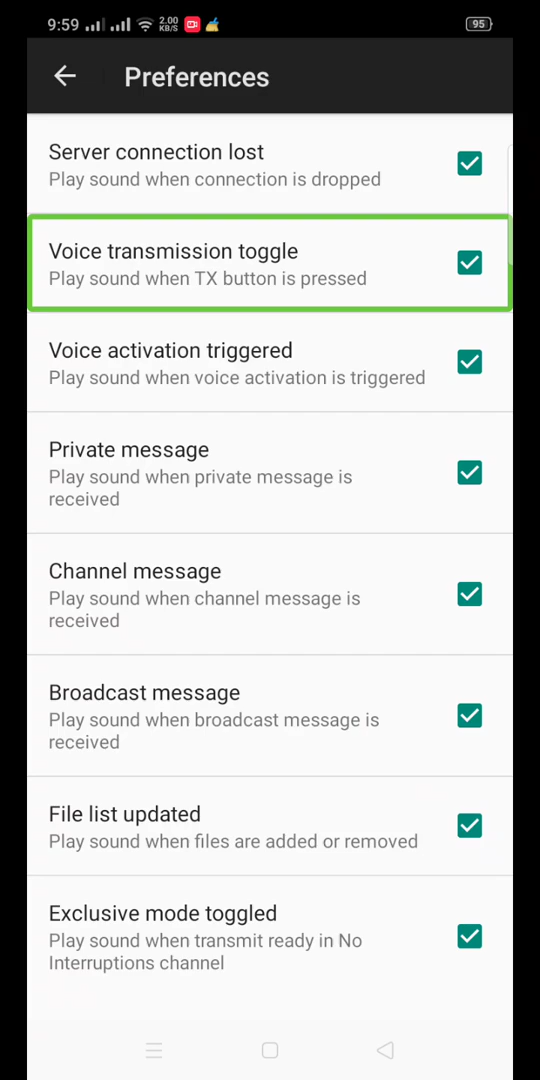 9:59 2.00 KB/S 95
Preferences
Server connection lost
Play sound when connection is dropped
Voice transmission toggle
Play sound when TX button is pressed
Voice activation triggered
Play sound when voice activation is triggered
Private message
Play sound when private message is
received
Channel message
Play sound when channel message is
received
Broadcast message
Play sound when broadcast message is
received
File list updated
Play sound when files are added or removed
Exclusive mode toggled
Play sound when transmit ready in No
Interruptions channel